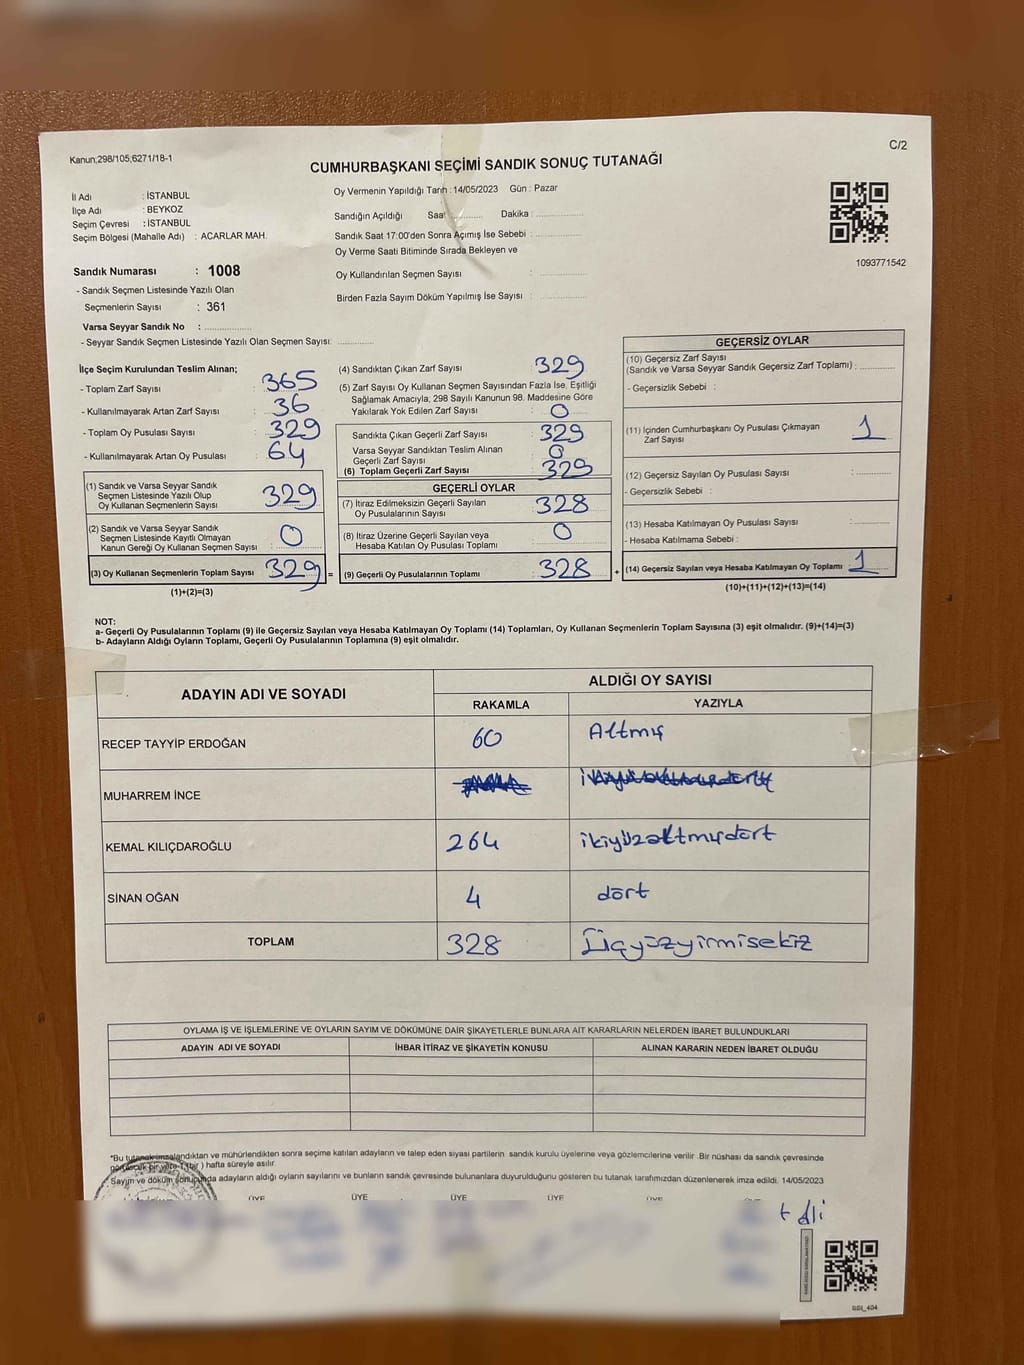 Kanun;298/105;6271/18-1
C/2
CUMHURBAŞKANI SEÇİMİ SANDIK SONUÇ TUTANAĞI
İl Adı : İSTANBUL
İlçe Adı : BEYKOZ
Seçim Çevresi : İSTANBUL
Seçim Bölgesi (Mahalle Adı) : ACARLAR MAH.
Sandık Numarası : 1008
- Sandık Seçmen Listesinde Yazılı Olan
Seçmenlerin Sayısı : 361
Varsa Seyyar Sandık No : ..............
- Seyyar Sandık Seçmen Listesinde Yazılı Olan Seçmen Sayısı: ............
Oy Vermenin Yapıldığı Tarih : 14/05/2023 Gün : Pazar
Sandığın Açıldığı Saat ............ Dakika : ..............
Sandık Saat 17:00'den Sonra Açımış İse Sebebi : ..............
Oy Verme Saati Bitiminde Sırada Bekleyen ve
Oy Kullandırılan Seçmen Sayısı : ..............
Birden Fazla Sayım Döküm Yapılmış İse Sayısı : ..............
1093771542
İlçe Seçim Kurulundan Teslim Alınan;
- Toplam Zarf Sayısı : 365
- Kullanılmayarak Artan Zarf Sayısı : 36
- Toplam Oy Pusulası Sayısı : 329
- Kullanılmayarak Artan Oy Pusulası : 64
(1) Sandık ve Varsa Seyyar Sandık
Seçmen Listesinde Yazılı Olup
Oy Kullanan Seçmenlerin Sayısı : 329
(2) Sandık ve Varsa Seyyar Sandık
Seçmen Listesinde Kayıtlı Olmayan
Kanun Gereği Oy Kullanan Seçmen Sayısı : 0
(3) Oy Kullanan Seçmenlerin Toplam Sayısı 329 =
(1)+(2)=(3)
(4) Sandıktan Çıkan Zarf Sayısı : 329
(5) Zarf Sayısı Oy Kullanan Seçmen Sayısından Fazla İse, Eşitliği
Sağlamak Amacıyla; 298 Sayılı Kanunun 98. Maddesine Göre
Yakılarak Yok Edilen Zarf Sayısı : 0
Sandıkta Çıkan Geçerli Zarf Sayısı : 329
Varsa Seyyar Sandıktan Teslim Alınan
Geçerli Zarf Sayısı : 0
(6) Toplam Geçerli Zarf Sayısı : 329
GEÇERLİ OYLAR
(7) İtiraz Edilmeksizin Geçerli Sayılan
Oy Pusulalarının Sayısı : 328
(8) İtiraz Üzerine Geçerli Sayılan veya
Hesaba Katılan Oy Pusulası Toplamı : 0
(9) Geçerli Oy Pusulalarının Toplamı : 328 +
GEÇERSİZ OYLAR
(10) Geçersiz Zarf Sayısı
(Sandık ve Varsa Seyyar Sandık Geçersiz Zarf Toplamı) : ............
- Geçersizlik Sebebi :
(11) İçinden Cumhurbaşkanı Oy Pusulası Çıkmayan
Zarf Sayısı : 1
(12) Geçersiz Sayılan Oy Pusulası Sayısı : ............
- Geçersizlik Sebebi :
(13) Hesaba Katılmayan Oy Pusulası Sayısı : ............
- Hesaba Katılmama Sebebi :
(14) Geçersiz Sayılan veya Hesaba Katılmayan Oy Toplamı : 1
(10)+(11)+(12)+(13)=(14)
NOT:
a- Geçerli Oy Pusulalarının Toplamı (9) ile Geçersiz Sayılan veya Hesaba Katılmayan Oy Toplamı (14) Toplamları, Oy Kullanan Seçmenlerin Toplam Sayısına (3) eşit olmalıdır. (9)+(14)=(3)
b- Adayların Aldığı Oyların Toplamı, Geçerli Oy Pusulalarının Toplamına (9) eşit olmalıdır.
ADAYIN ADI VE SOYADI ALDIĞI OY SAYISI
RAKAMLA YAZIYLA
RECEP TAYYİP ERDOĞAN 60 Altmış
MUHARREM İNCE
KEMAL KILIÇDAROĞLU 264 ikiyüzaltmışdört
SİNAN OĞAN 4 dört
TOPLAM 328 Üçyüzyirmisekiz
OYLAMA İŞ VE İŞLEMLERİNE VE OYLARIN SAYIM VE DÖKÜMÜNE DAİR ŞİKAYETLERLE BUNLARA AİT KARARLARIN NELERDEN İBARET BULUNDUKLARI
ADAYIN ADI VE SOYADI İHBAR İTİRAZ VE ŞİKAYETİN KONUSU ALINAN KARARIN NEDEN İBARET OLDUĞU
"Bu tutanak imzalandıktan ve mühürlendikten sonra seçime katılan adayların ve talep eden siyasi partilerin sandık kurulu üyelerine veya gözlemcilerine verilir .Bir nüshası da sandık çevresinde
bir yere 1(bir ) hafta süreyle asılır.
Sayım ve döküm sonucunda adayların aldığı oyların sayılarını ve bunların sandık çevresinde bulunanlara duyurulduğunu gösteren bu tutanak tarafımızdan düzenlenerek imza edildi. 14/05/2023
ÜYE ÜYE ÜYE ÜYE ÜYE